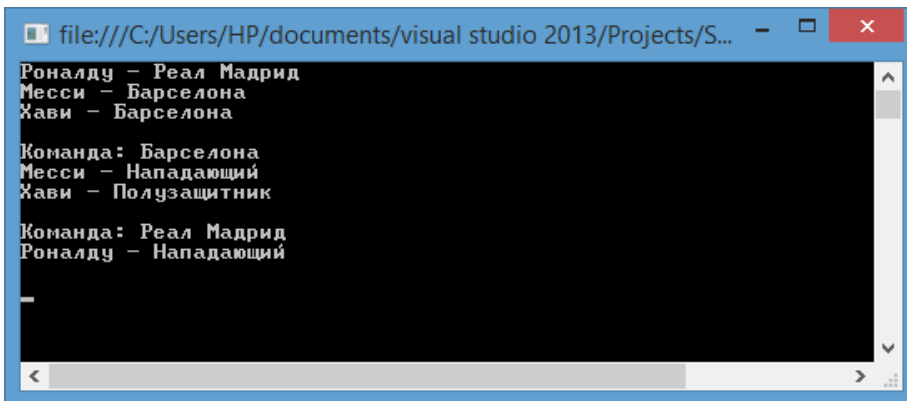 file:///C:/Users/HP/documents/visual studio 2013/Projects/S...
Роналду - Реал Мадрид
Месси - Барселона
Хави - Барселона
Команда: Барселона
Месси - Нападающий
Хави - Полузащитник
Команда: Реал Мадрид
Роналду - Нападающий